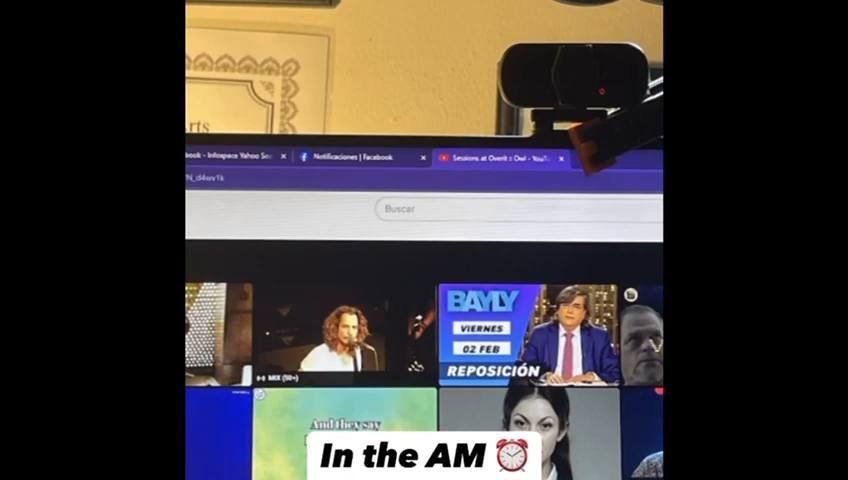 Arts
book - Infospace Yahoo Se
Notificaciones | Facebook
Sessions at Overit :: Owl - YouTu
N_d4wv1k
Buscar
BAYLY
VIERNES
02 FEB
REPOSICIÓN
MIX (50+)
And they say
In the AM